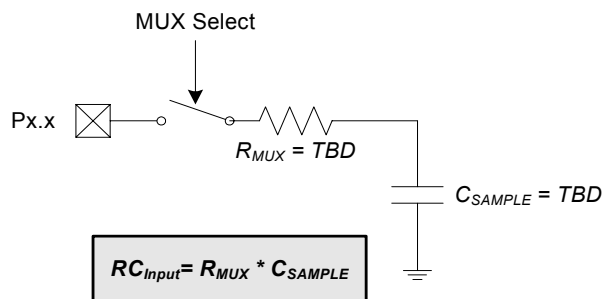 MUX Select
Px.x
R_MUX = TBD
C_SAMPLE = TBD
RC_Input= R_MUX * C_SAMPLE